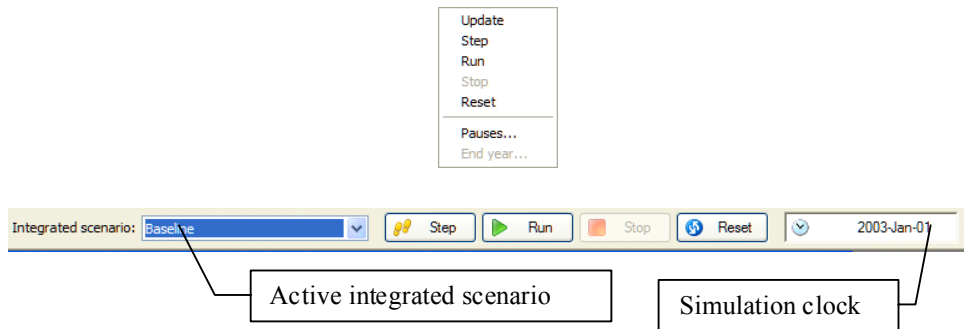 Update
Step
Run
Stop
Reset
Pauses...
End year...
Integrated scenario: Baseline Step Run Stop Reset 2003-Jan-01
Active integrated scenario
Simulation clock